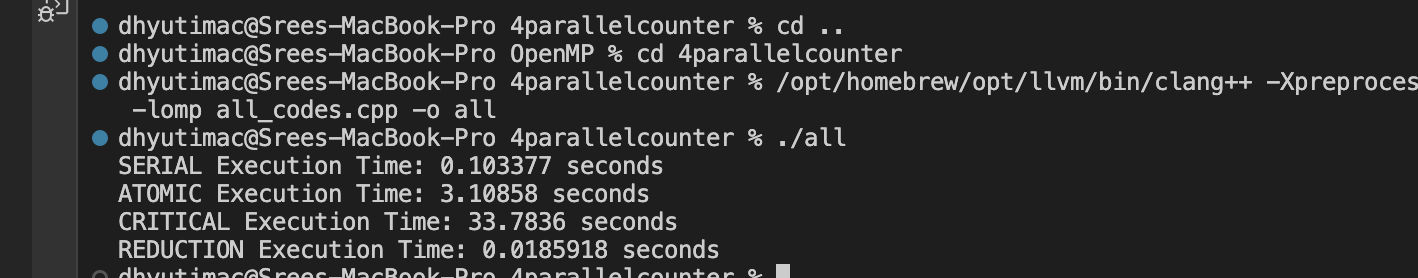 dhyutimac@Srees-MacBook-Pro 4parallelcounter % cd ..
dhyutimac@Srees-MacBook-Pro OpenMP % cd 4parallelcounter
dhyutimac@Srees-MacBook-Pro 4parallelcounter % /opt/homebrew/opt/llvm/bin/clang++ -Xpreproces
-lomp all_codes.cpp -o all
dhyutimac@Srees-MacBook-Pro 4parallelcounter % ./all
SERIAL Execution Time: 0.103377 seconds
ATOMIC Execution Time: 3.10858 seconds
CRITICAL Execution Time: 33.7836 seconds
REDUCTION Execution Time: 0.0185918 seconds
dhyutimac@Srees-MacBook-Pro 4parallelcounter %